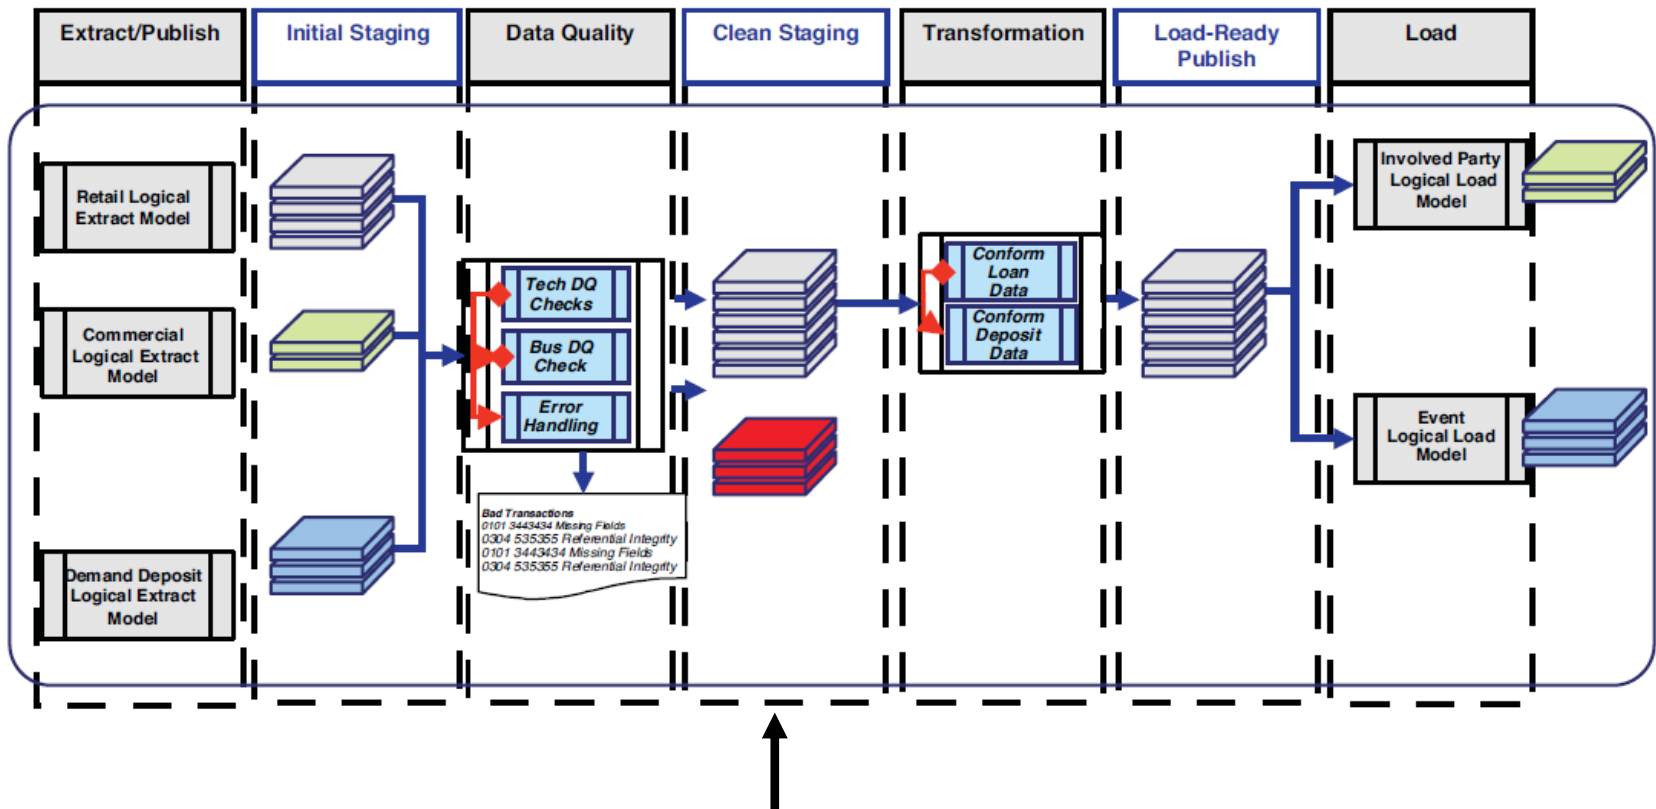 Extract/Publish
Initial Staging
Data Quality
Clean Staging
Transformation
Load-Ready
Publish
Load
Retail Logical
Extract Model
Commercial
Logical Extract
Model
Demand Deposit
Logical Extract
Model
Tech DQ
Checks
Bus DQ
Check
Error
Handling
Bad Transactions
0101 3443434 Missing Fields
0304 535355 Referential Integrity
0101 3443434 Missing Fields
0304 535355 Referential Integrity
Conform
Loan
Data
Conform
Deposit
Data
Involved Party
Logical Load
Model
Event
Logical Load
Model